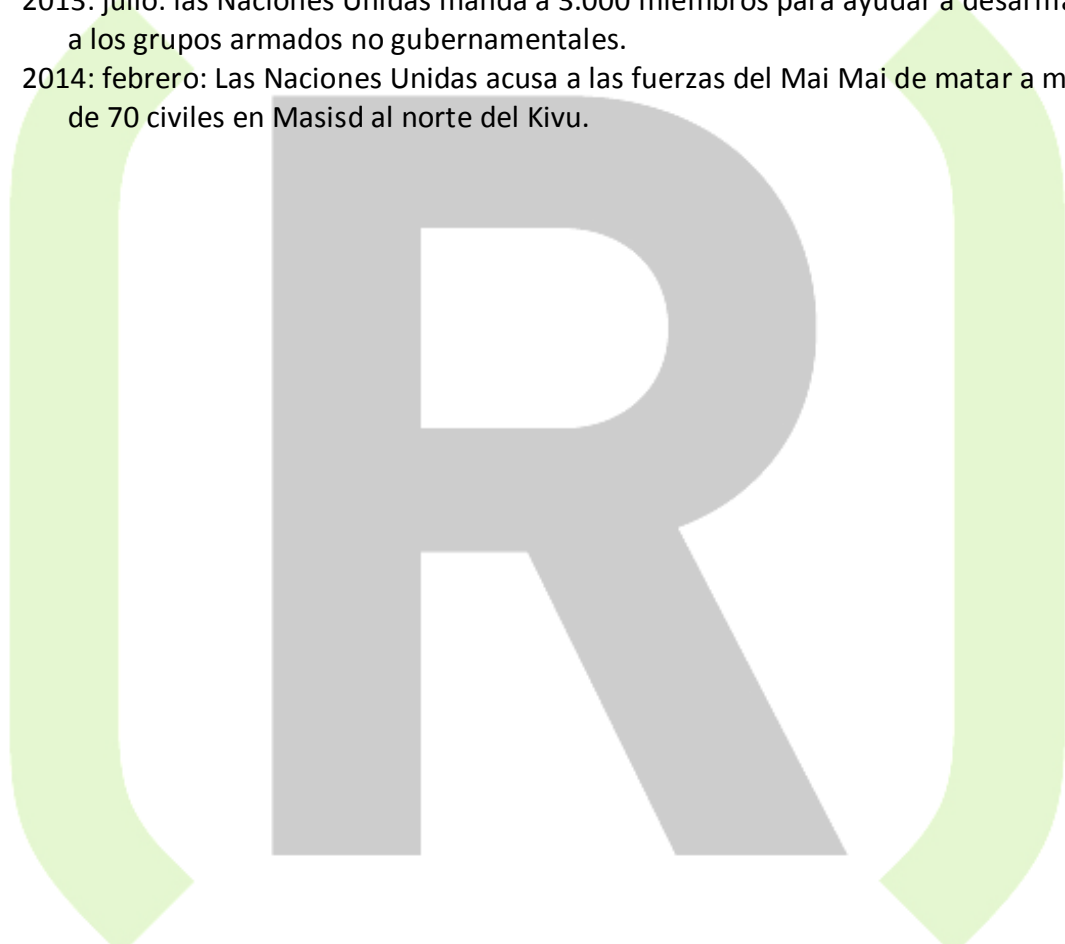 2013: julio: las Naciones Unidas manda a 3.000 miembros para ayudar a desarma
a los grupos armados no gubernamentales.
2014: febrero: Las Naciones Unidas acusa a las fuerzas del Mai Mai de matar a m
de 70 civiles en Masisd al norte del Kivu.
(R)